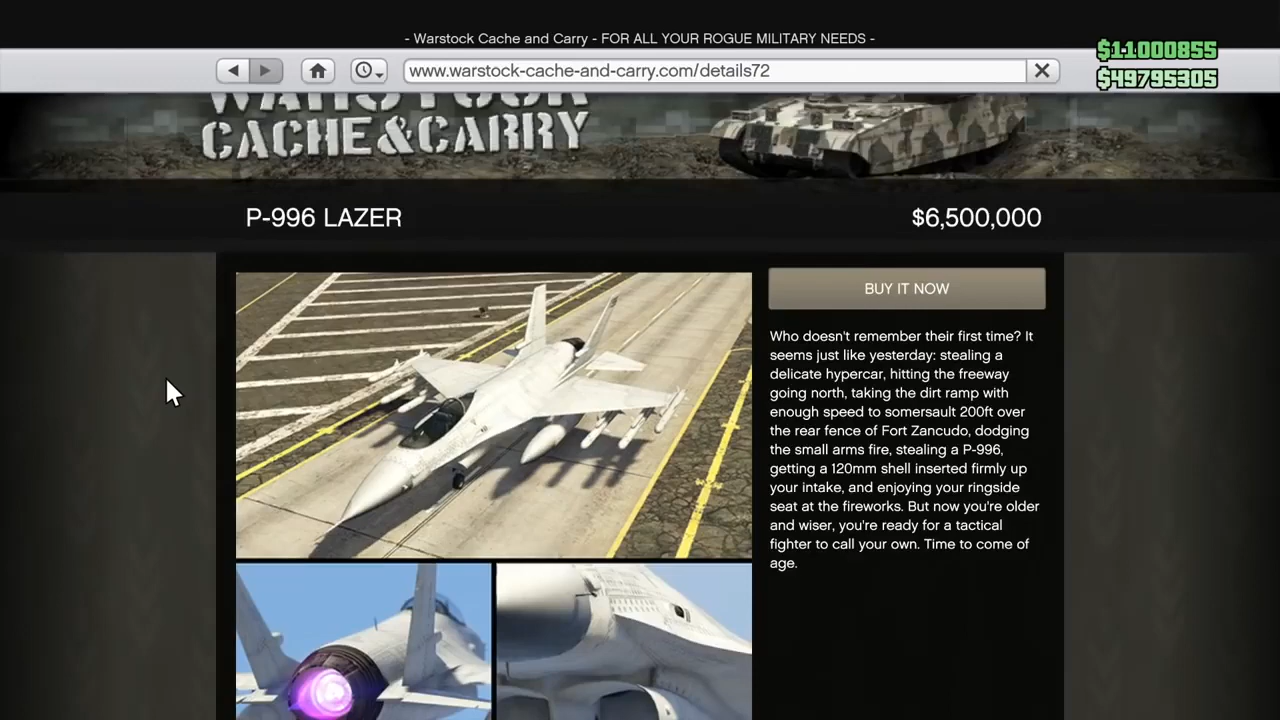 - Warstock Cache and Carry - FOR ALL YOUR ROGUE MILITARY NEEDS -
$11000855
www.warstock-cache-and-carry.com/details72
$49795305
WARSTOCK
CACHE&CARRY
P-996 LAZER
$6,500,000
BUY IT NOW
Who doesn't remember their first time? It
seems just like yesterday: stealing a
delicate hypercar, hitting the freeway
going north, taking the dirt ramp with
enough speed to somersault 200ft over
the rear fence of Fort Zancudo, dodging
the small arms fire, stealing a P-996,
getting a 120mm shell inserted firmly up
your intake, and enjoying your ringside
seat at the fireworks. But now you're older
and wiser, you're ready for a tactical
fighter to call your own. Time to come of
age.